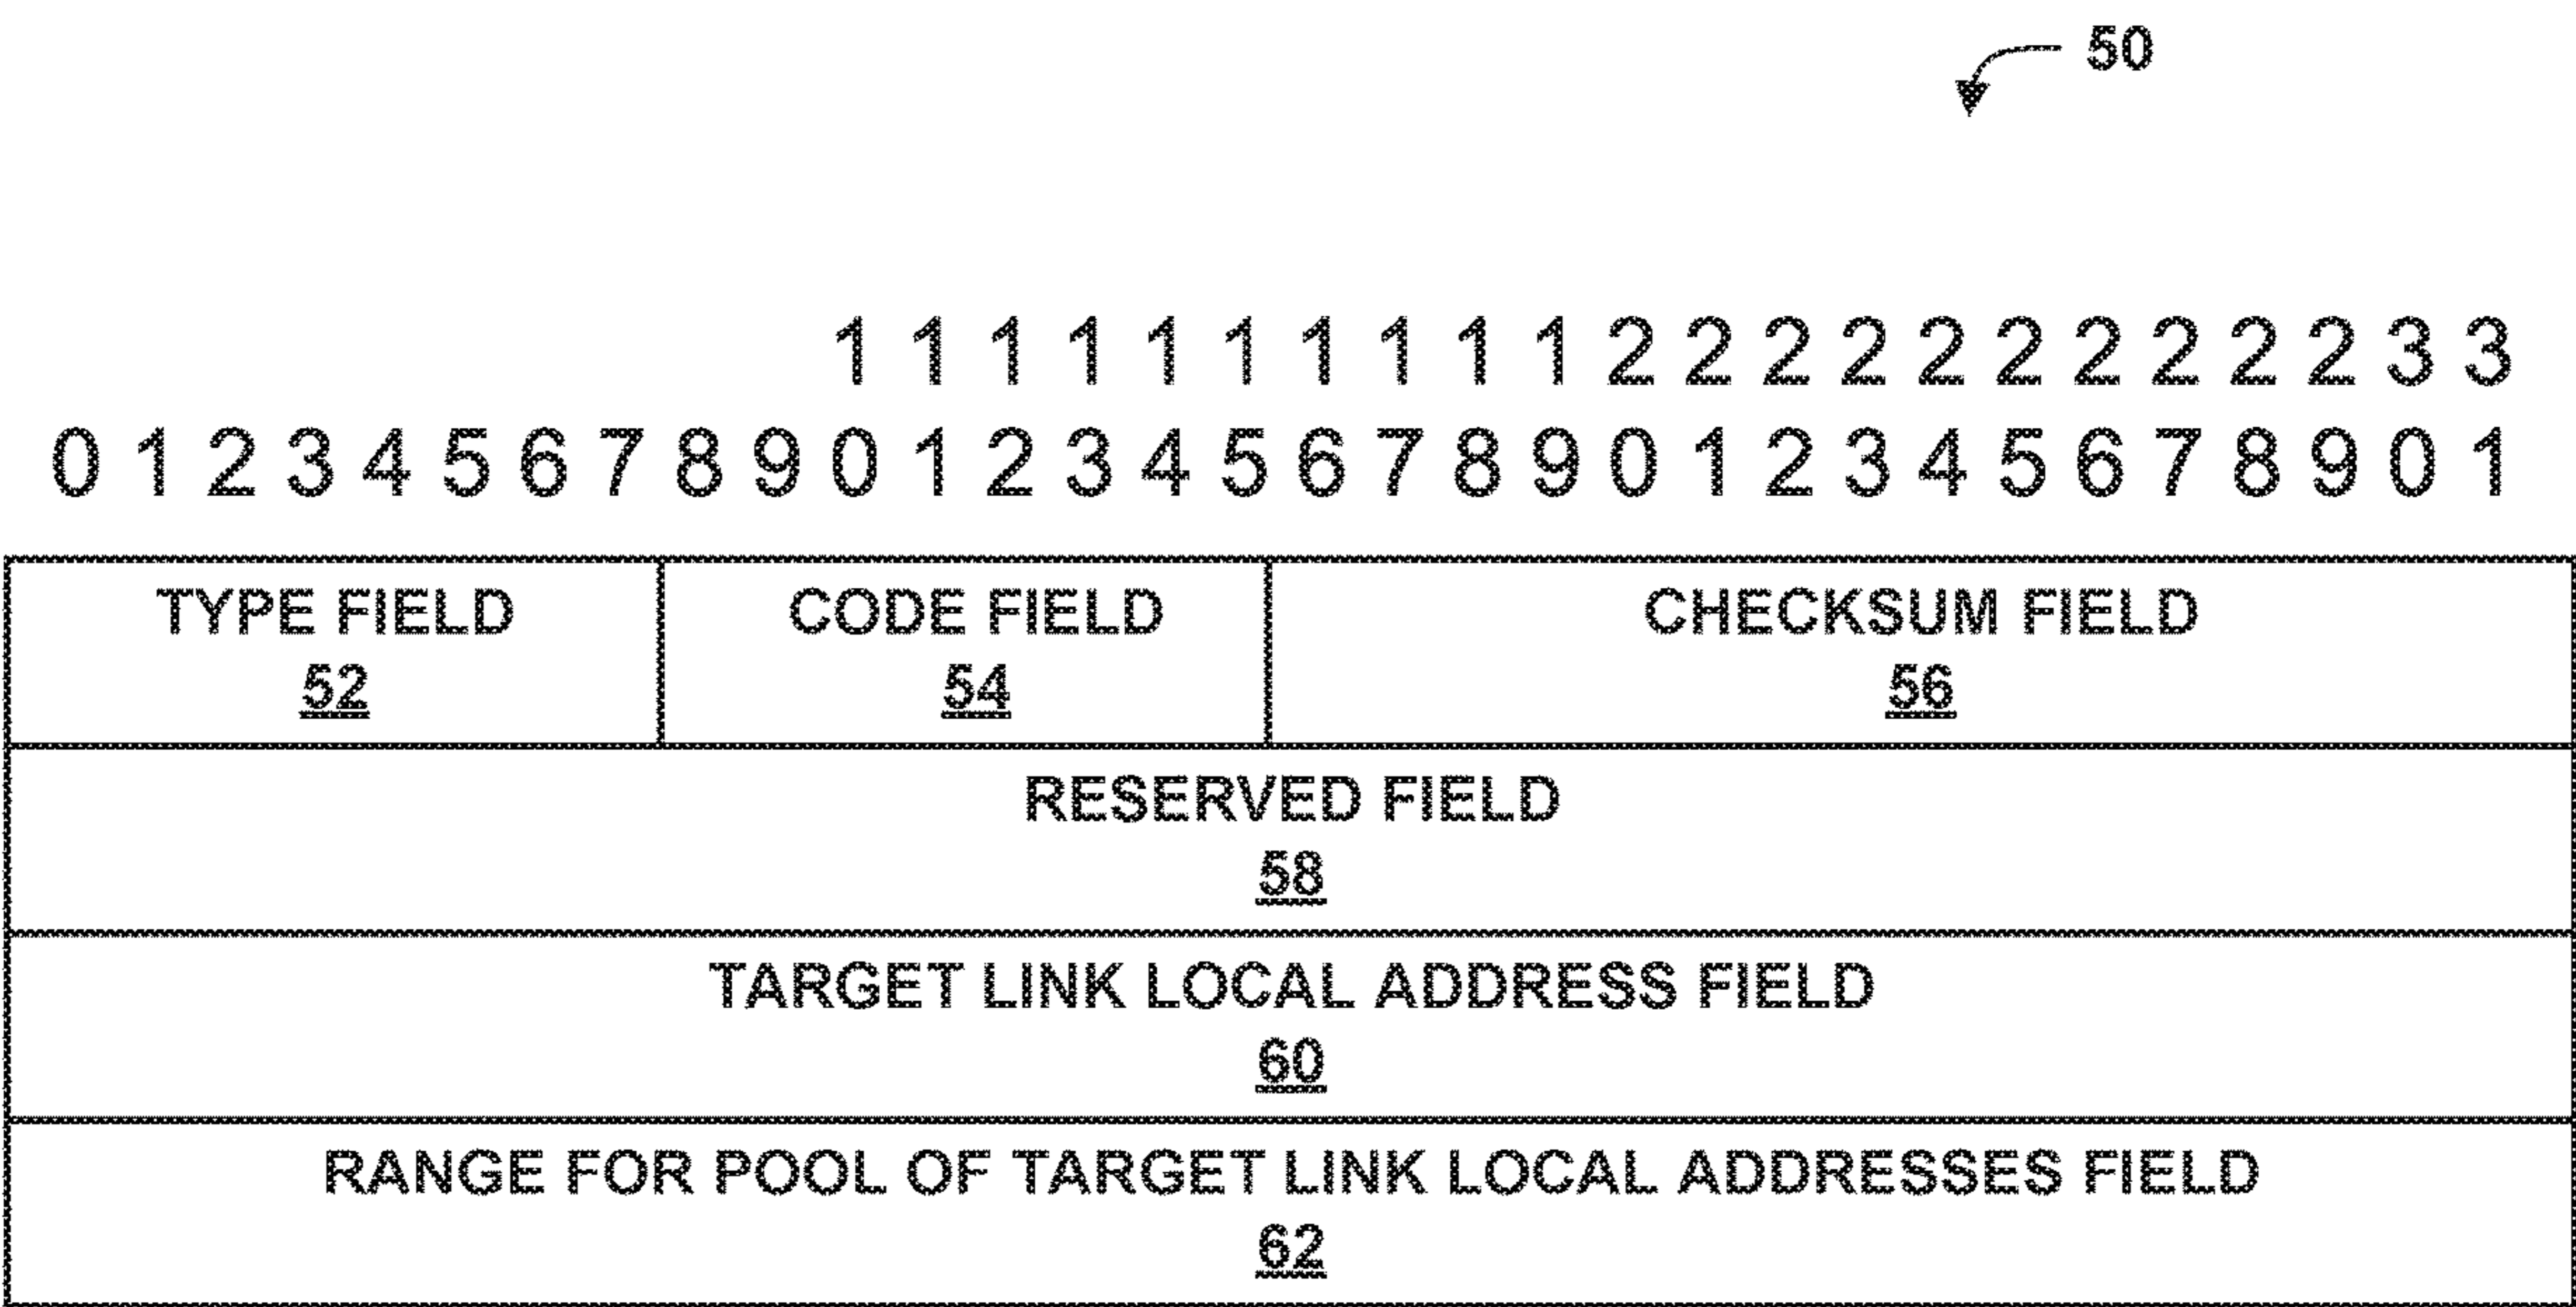 50
1 1 1 1 1 1 1 1 1 1 2 2 2 2 2 2 2 2 2 2 3 3
0 1 2 3 4 5 6 7 8 9 0 1 2 3 4 5 6 7 8 9 0 1 2 3 4 5 6 7 8 9 0 1
TYPE FIELD
52
CODE FIELD
54
CHECKSUM FIELD
56
RESERVED FIELD
58
TARGET LINK LOCAL ADDRESS FIELD
60
RANGE FOR POOL OF TARGET LINK LOCAL ADDRESSES FIELD
62